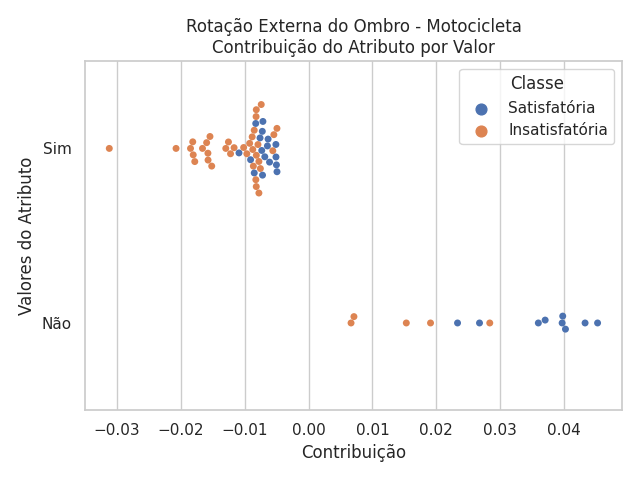 Rotação Externa do Ombro - Motocicleta
Contribuição do Atributo por Valor
Classe
Satisfatória
Insatisfatória
Valores do Atributo
Sim
Não
−0.03 −0.02 −0.01 0.00 0.01 0.02 0.03 0.04
Contribuição